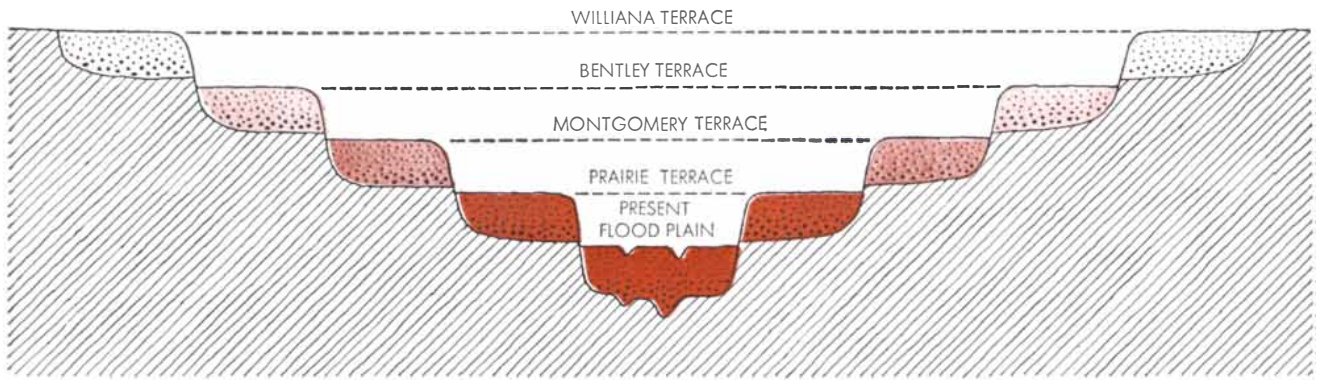 WILLIANA TERRACE
BENTLEY TERRACE
MONTGOMERY TERRACE
PRAIRIE TERRACE
PRESENT
FLOOD PLAIN